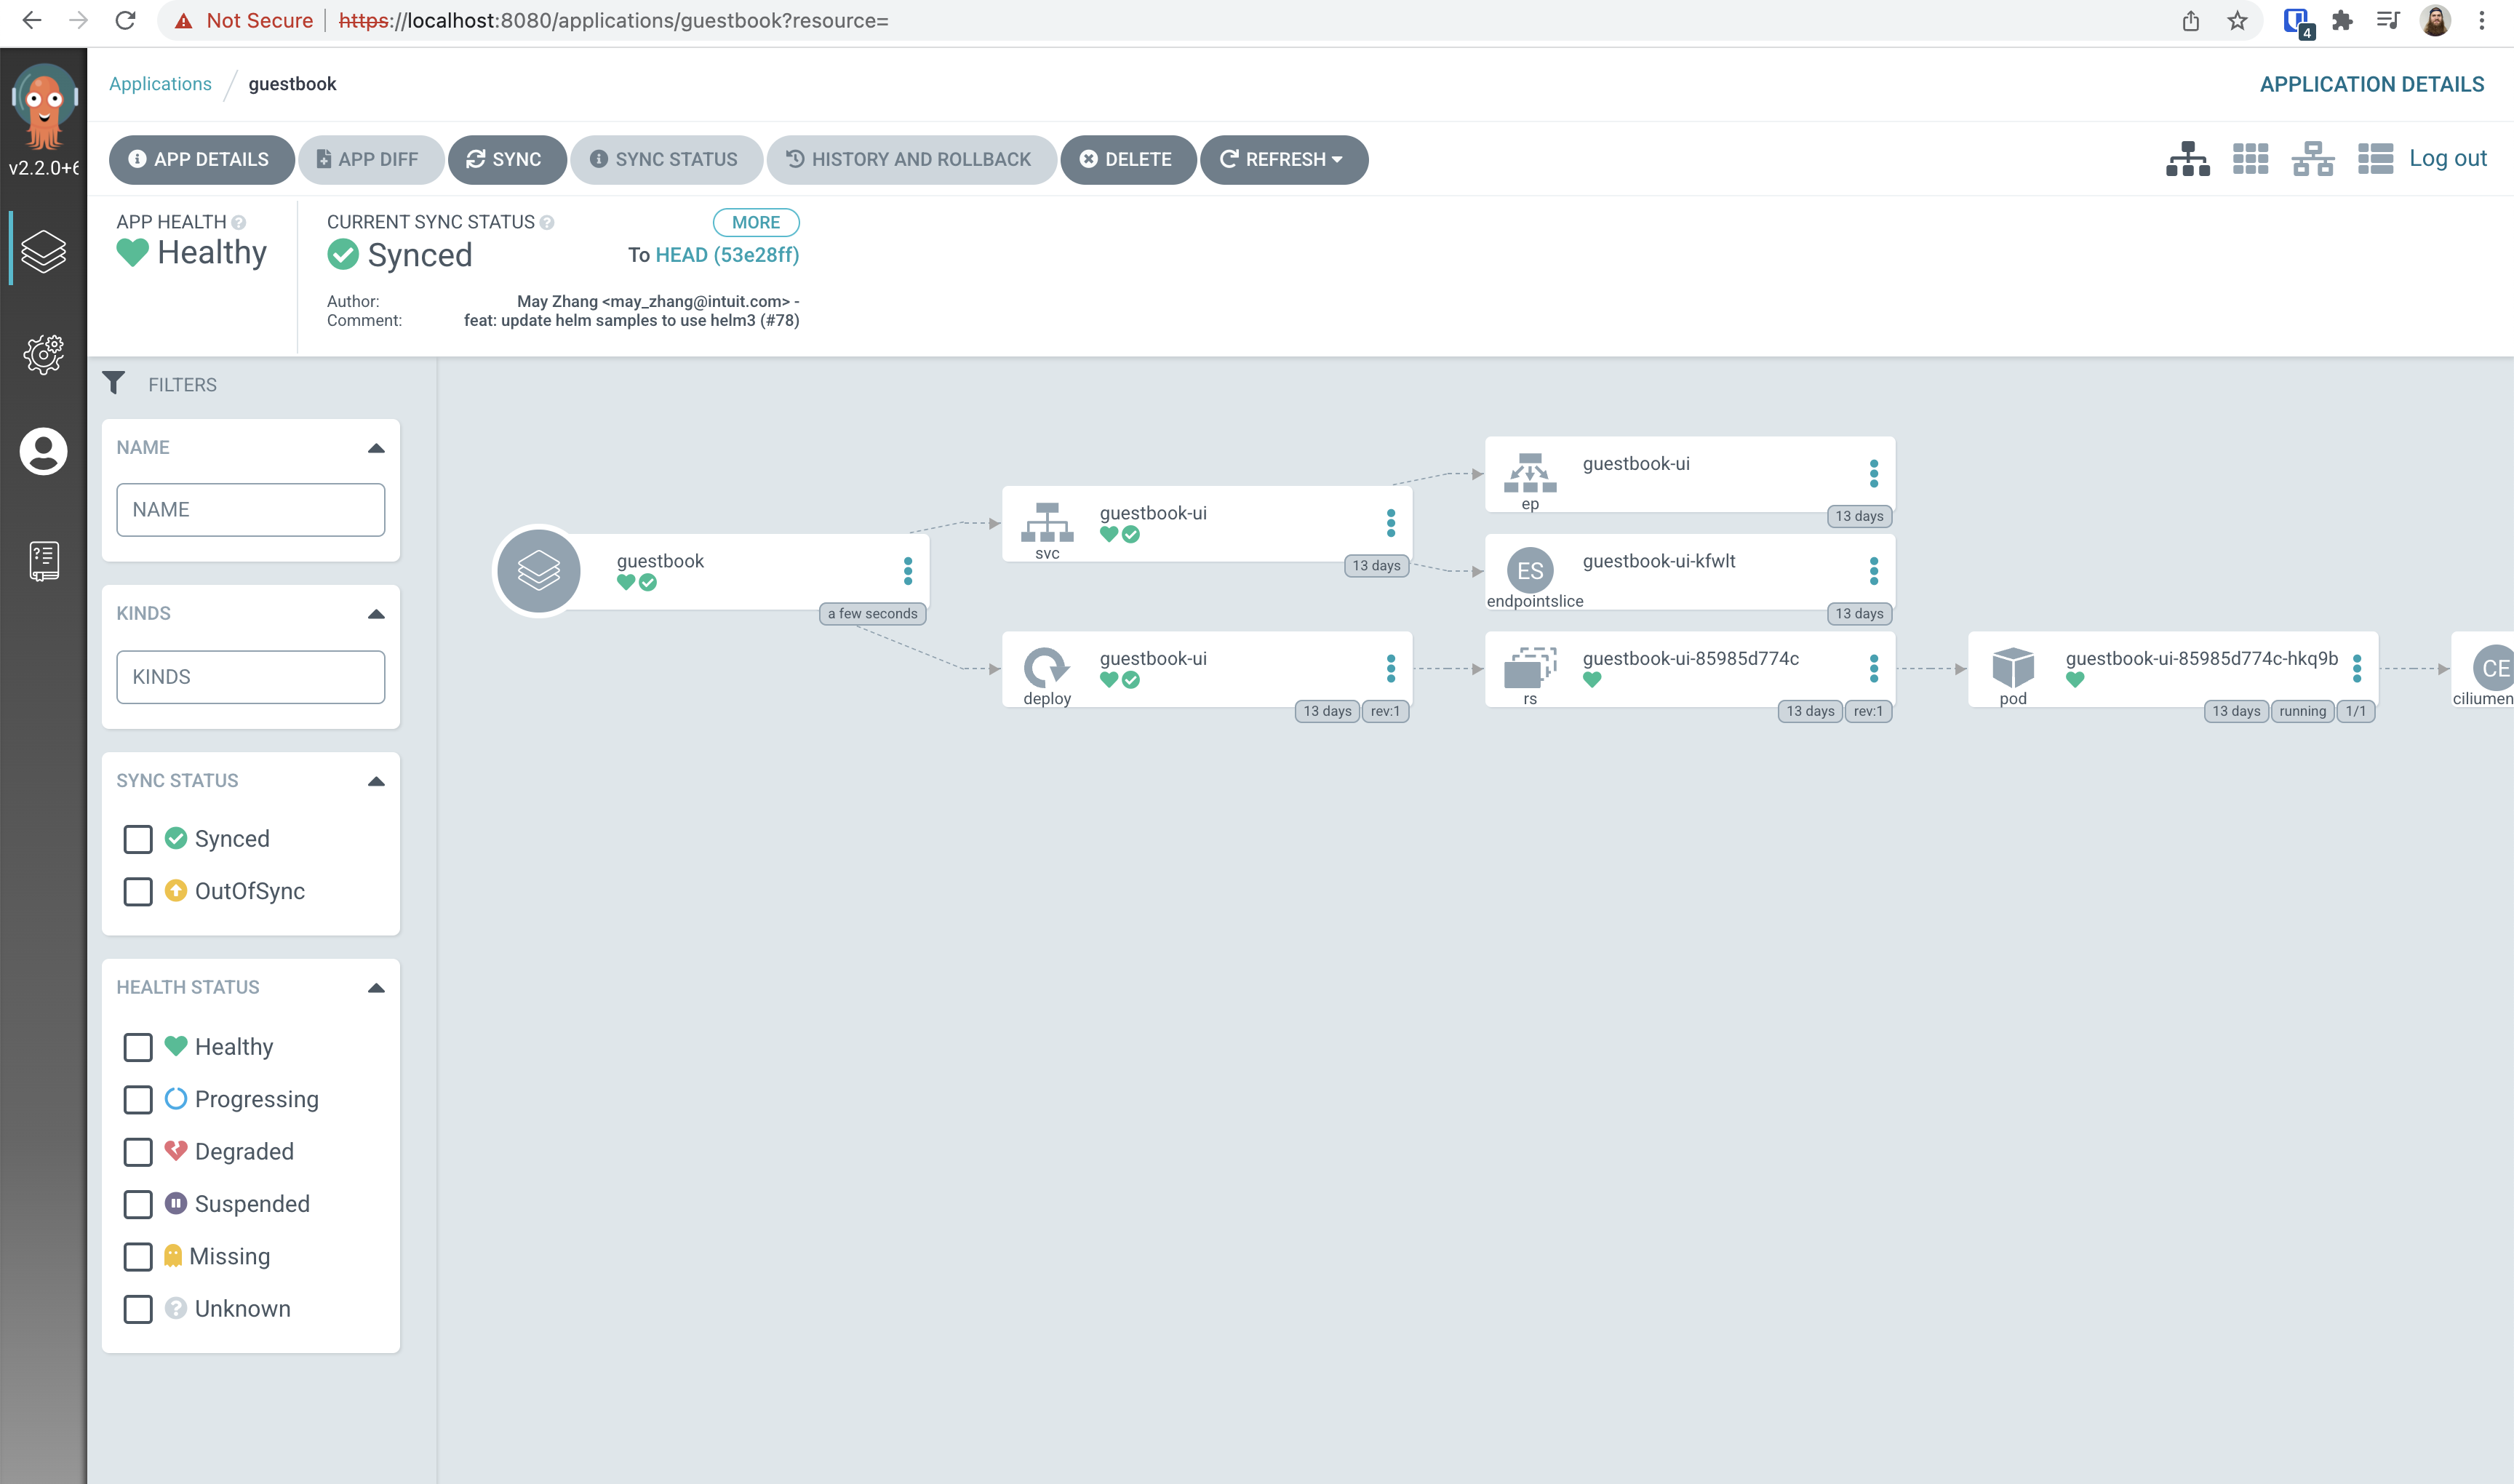 Not Secure | https://localhost:8080/applications/guestbook?resource=
4
v2.2.0+6
Applications / guestbook
APPLICATION DETAILS
APP DETAILS
APP DIFF
SYNC
SYNC STATUS
HISTORY AND ROLLBACK
DELETE
REFRESH
Log out
APP HEALTH
Healthy
CURRENT SYNC STATUS
MORE
Synced
To HEAD (53e28ff)
Author: May Zhang <may_zhang@intuit.com> -
Comment: feat: update helm samples to use helm3 (#78)
FILTERS
NAME
NAME
KINDS
KINDS
SYNC STATUS
Synced
OutOfSync
HEALTH STATUS
Healthy
Progressing
Degraded
Suspended
Missing
Unknown
guestbook
a few seconds
svc
guestbook-ui
13 days
deploy
guestbook-ui
13 days rev:1
ep
guestbook-ui
13 days
ES
endpointslice
guestbook-ui-kfwlt
13 days
rs
guestbook-ui-85985d774c
13 days rev:1
pod
guestbook-ui-85985d774c-hkq9b
13 days running 1/1
CE
ciliumen